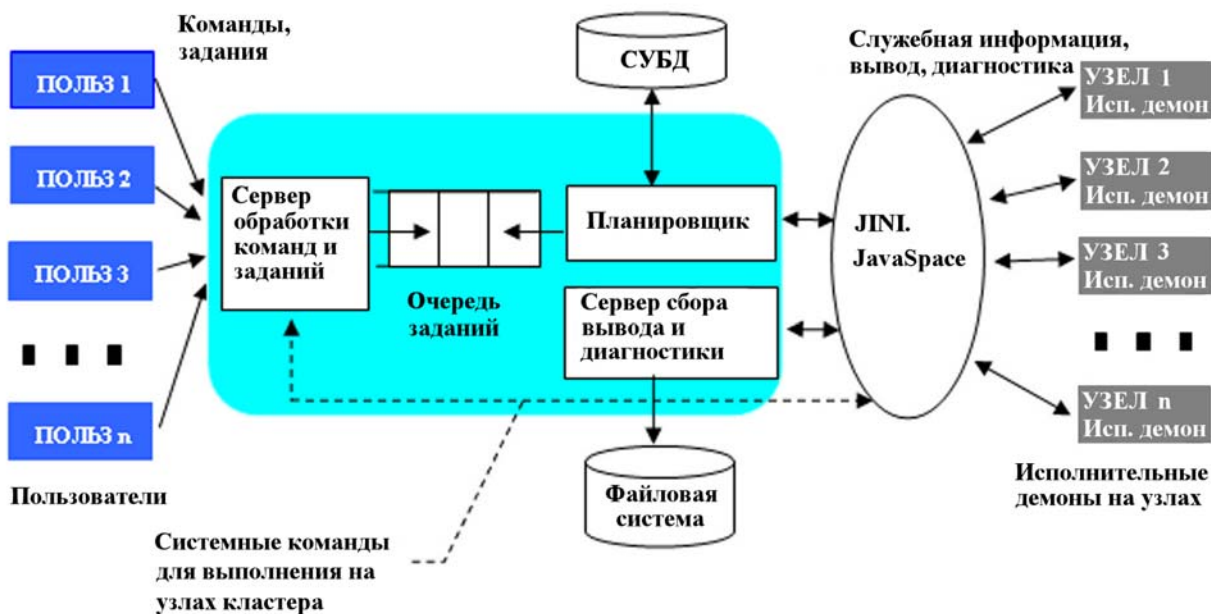 Команды,
задания
ПОЛЬЗ 1
ПОЛЬЗ 2
ПОЛЬЗ 3
ПОЛЬЗ n
Пользователи
Сервер
обработки
команд и
заданий
Очередь
заданий
СУБД
Планировщик
Сервер сбора
вывода и
диагностики
Файловая
система
Системные команды
для выполнения на
узлах кластера
JINI.
JavaSpace
Служебная информация,
вывод, диагностика
УЗЕЛ 1
Исп. демон
УЗЕЛ 2
Исп. демон
УЗЕЛ 3
Исп. демон
УЗЕЛ n
Исп. демон
Исполнительные
демоны на узлах